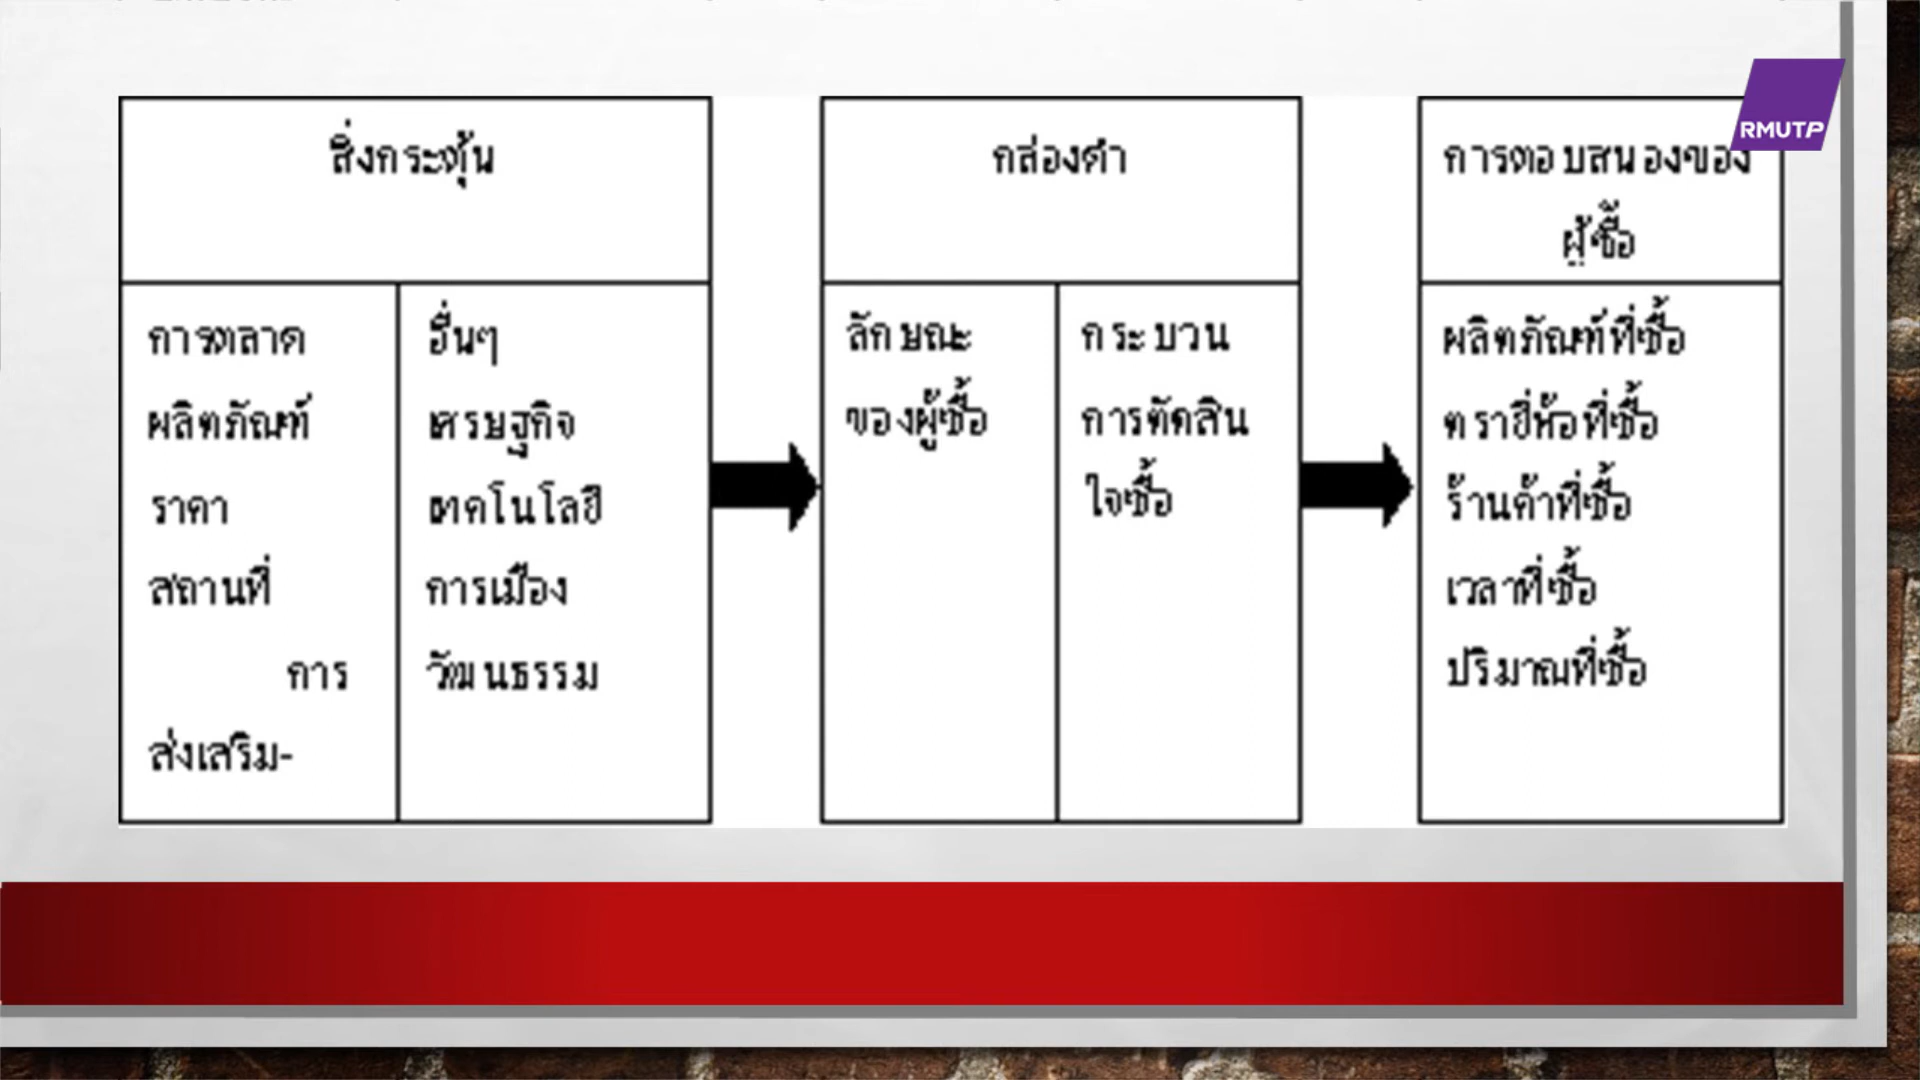 สิ่งกระตุ้น
การตลาด
ผลิตภัณฑ์
ราคา
สถานที่
การ
ส่งเสริม-
อื่นๆ
เศรษฐกิจ
เทคโนโลยี
การเมือง
วัฒนธรรม
กล่องดำ
ลักษณะ
ของผู้ซื้อ
กระบวน
การตัดสิน
ใจซื้อ
การตอบสนองของ
ผู้ซื้อ
ผลิตภัณฑ์ที่ซื้อ
ตรายี่ห้อที่ซื้อ
ร้านค้าที่ซื้อ
เวลาที่ซื้อ
ปริมาณที่ซื้อ
RMUTP